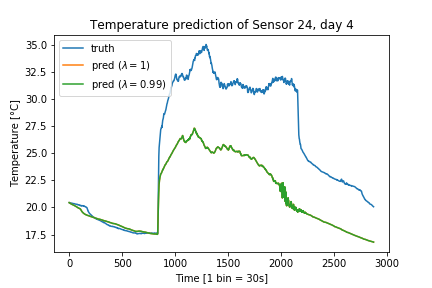 Temperature prediction of Sensor 24, day 4
truth
pred (λ = 1)
pred (λ = 0.99)
Temperature [°C]
35.0
32.5
30.0
27.5
25.0
22.5
20.0
17.5
0 500 1000 1500 2000 2500 3000
Time [1 bin = 30s]